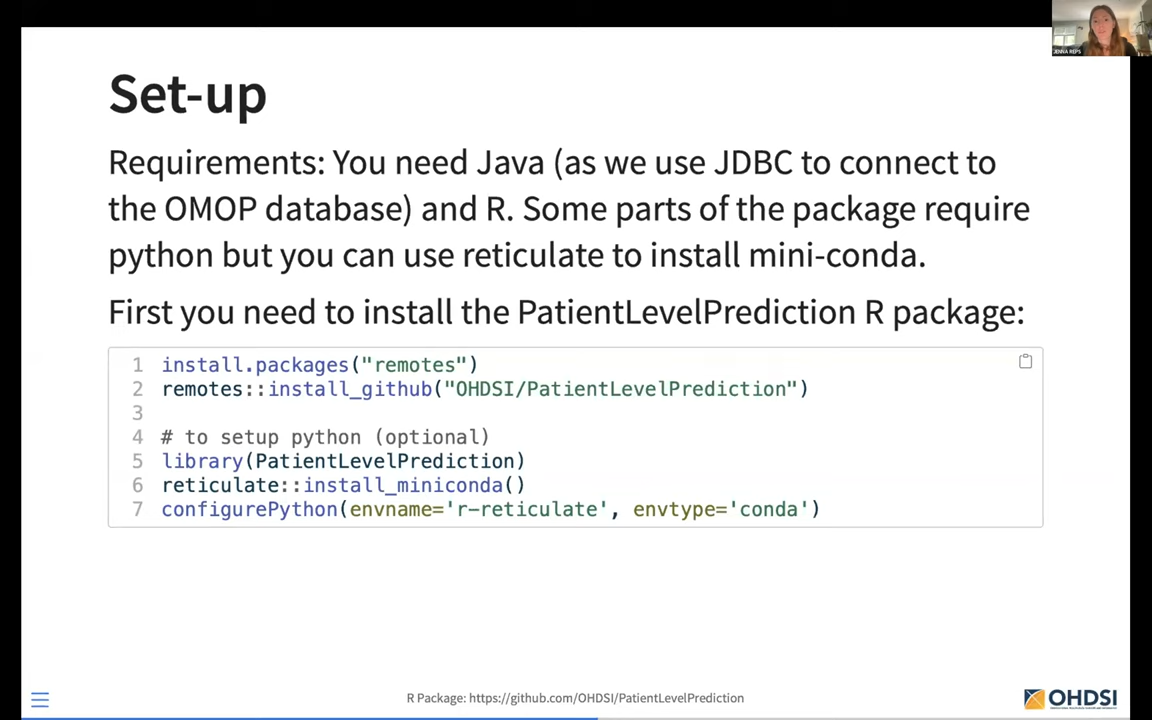 JENNA REPS
Set-up
Requirements: You need Java (as we use JDBC to connect to
the OMOP database) and R. Some parts of the package require
python but you can use reticulate to install mini-conda.
First you need to install the PatientLevelPrediction R package:
1 install.packages("remotes")
2 remotes::install_github("OHDSI/PatientLevelPrediction")
3
4 # to setup python (optional)
5 library(PatientLevelPrediction)
6 reticulate::install_miniconda()
7 configurePython(envname='r-reticulate', envtype='conda')
R Package: https://github.com/OHDSI/PatientLevelPrediction
OHDSI